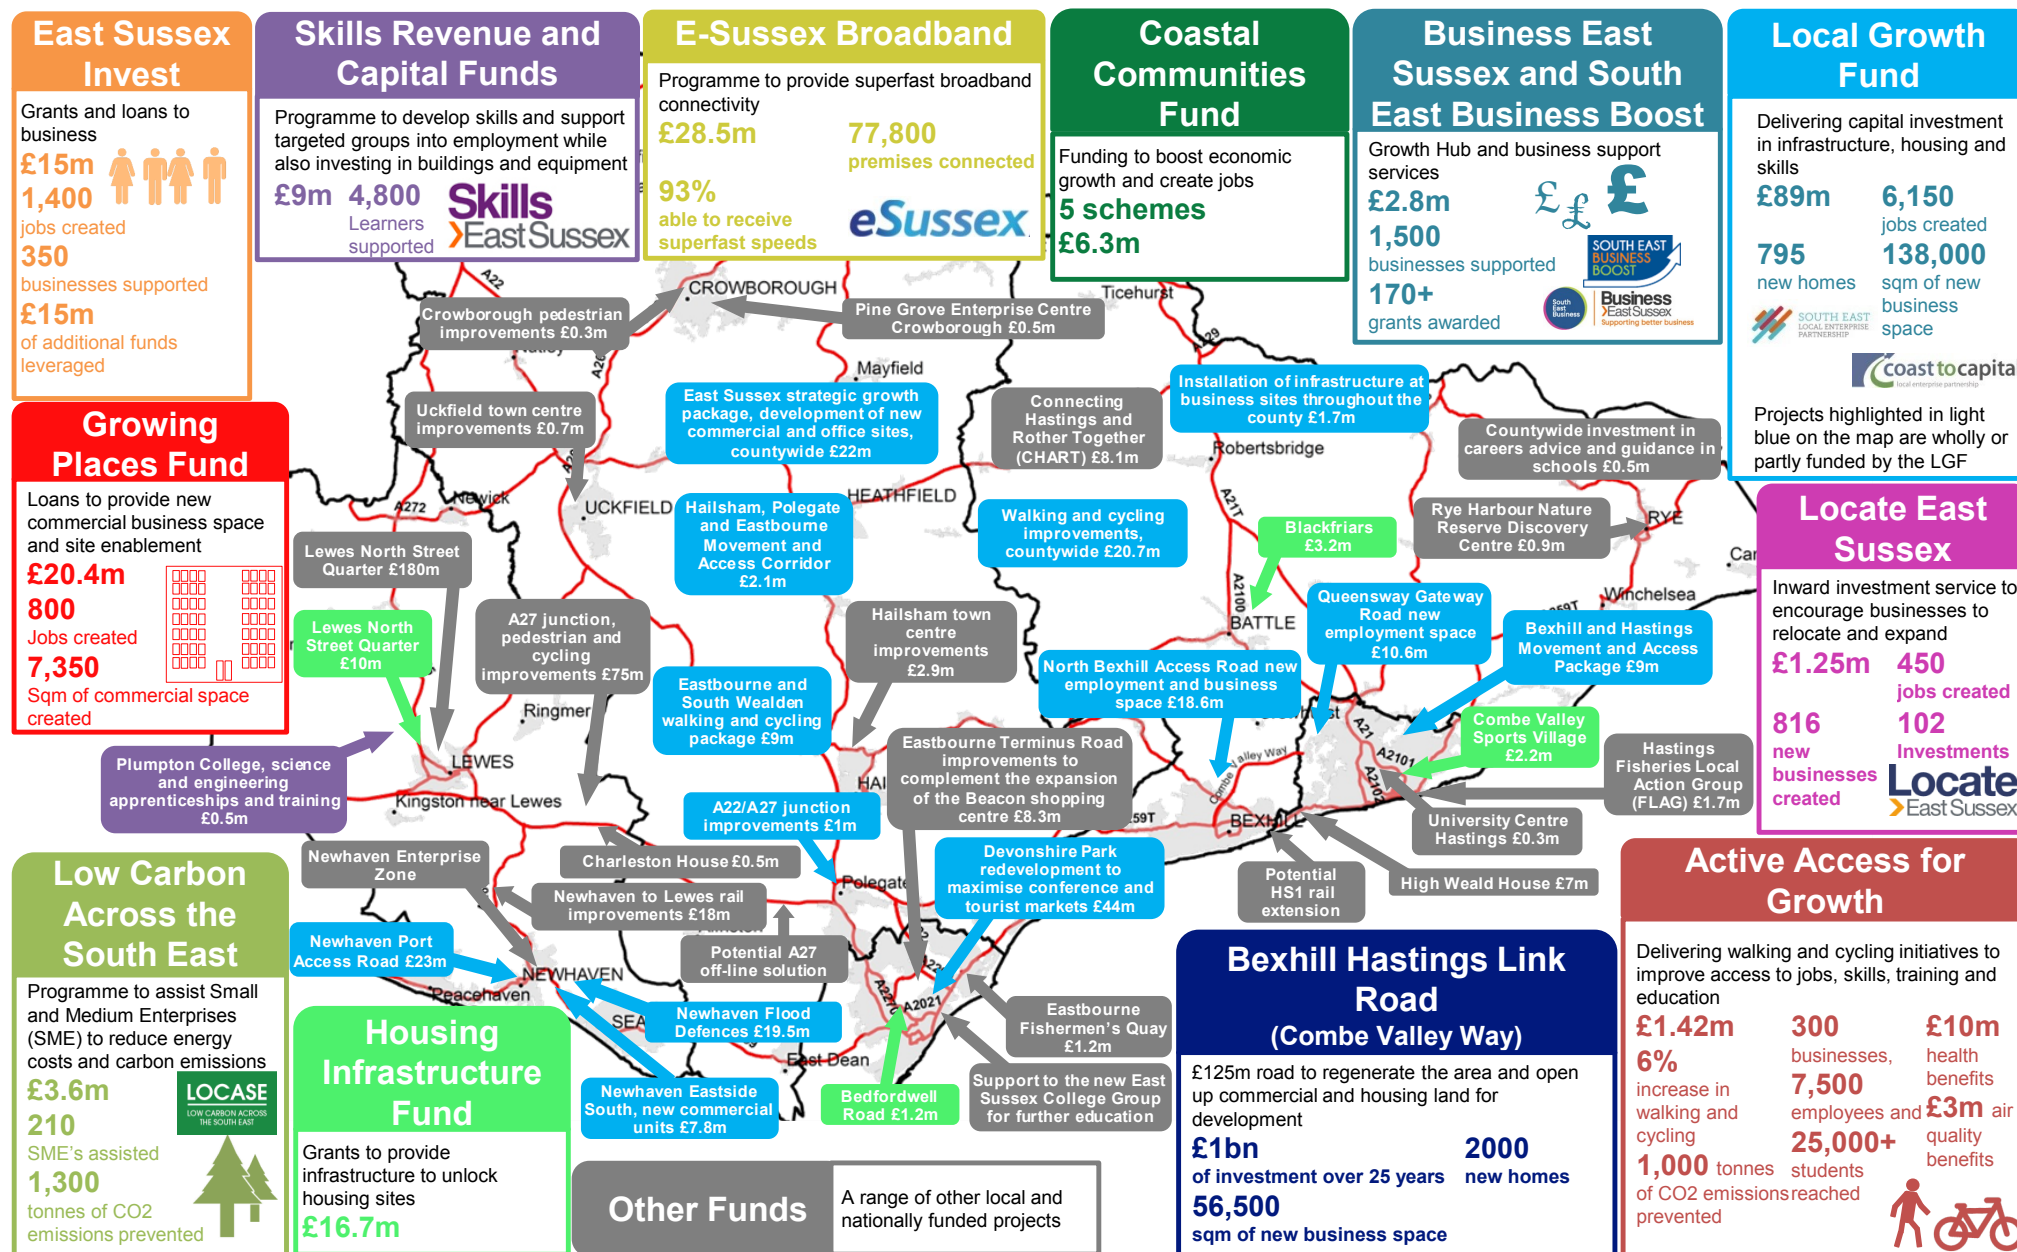 East Sussex
Invest
Grants and loans to
business
£15m
1,400
jobs created
350
businesses supported
£15m
of additional funds
leveraged
Skills Revenue and
Capital Funds
Programme to develop skills and support
targeted groups into employment while
also investing in buildings and equipment
£9m 4,800
Learners
supported
Skills
East Sussex
E-Sussex Broadband
Programme to provide superfast broadband
connectivity
£28.5m 77,800
premises connected
93%
able to receive
superfast speeds
eSussex
Coastal
Communities
Fund
Funding to boost economic
growth and create jobs
5 schemes
£6.3m
Business East
Sussex and South
East Business Boost
Growth Hub and business support
services
£2.8m
1,500
businesses supported
170+
grants awarded
£ £ £
SOUTH EAST
BUSINESS
BOOST
South
East
Business
Business
East Sussex
Supporting better business
Local Growth
Fund
Delivering capital investment
in infrastructure, housing and
skills
£89m 6,150
jobs created
795 138,000
new homes sqm of new
business
space
SOUTH EAST
LOCAL ENTERPRISE
PARTNERSHIP
coast to capital
local enterprise partnership
Projects highlighted in light
blue on the map are wholly or
partly funded by the LGF
Growing
Places Fund
Loans to provide new
commercial business space
and site enablement
£20.4m
800
Jobs created
7,350
Sqm of commercial space
created
Locate East
Sussex
Inward investment service to
encourage businesses to
relocate and expand
£1.25m 450
jobs created
816 102
new Investments
businesses
created
Locate
East Sussex
Low Carbon
Across the
South East
Programme to assist Small
and Medium Enterprises
(SME) to reduce energy
costs and carbon emissions
£3.6m
210
SME's assisted
1,300
tonnes of CO2
emissions prevented
LOCASE
LOW CARBON ACROSS
THE SOUTH EAST
Housing
Infrastructure
Fund
Grants to provide
infrastructure to unlock
housing sites
£16.7m
Other Funds
A range of other local and
nationally funded projects
Bexhill Hastings Link
Road
(Combe Valley Way)
£125m road to regenerate the area and open
up commercial and housing land for
development
£1bn 2000
of investment over 25 years new homes
56,500
sqm of new business space
Active Access for
Growth
Delivering walking and cycling initiatives to
improve access to jobs, skills, training and
education
£1.42m 300 £10m
businesses, health
benefits
6%
increase in
walking and
cycling
7,500
employees and £3m air
quality
benefits
25,000+
students
reached
1,000 tonnes
of CO2 emissions
prevented
Crowborough pedestrian
improvements £0.3m
Pine Grove Enterprise Centre
Crowborough £0.5m
Uckfield town centre
improvements £0.7m
East Sussex strategic growth
package, development of new
commercial and office sites,
countywide £22m
Connecting
Hastings and
Rother Together
(CHART) £8.1m
Installation of infrastructure at
business sites throughout the
county £1.7m
Countywide investment in
careers advice and guidance in
schools £0.5m
Hailsham, Polegate
and Eastbourne
Movement and
Access Corridor
£2.1m
Walking and cycling
improvements,
countywide £20.7m
Blackfriars
£3.2m
Rye Harbour Nature
Reserve Discovery
Centre £0.9m
Lewes North Street
Quarter £180m
Lewes North
Street Quarter
£10m
A27 junction,
pedestrian and
cycling
improvements £75m
Hailsham town
centre
improvements
£2.9m
Queensway Gateway
Road new
employment space
£10.6m
Bexhill and Hastings
Movement and Access
Package £9m
North Bexhill Access Road new
employment and business
space £18.6m
Eastbourne and
South Wealden
walking and cycling
package £9m
Combe Valley
Sports Village
£2.2m
Hastings
Fisheries Local
Action Group
(FLAG) £1.7m
Eastbourne Terminus Road
improvements to
complement the expansion
of the Beacon shopping
centre £8.3m
Plumpton College, science
and engineering
apprenticeships and training
£0.5m
A22/A27 junction
improvements £1m
University Centre
Hastings £0.3m
Newhaven Enterprise
Zone
Charleston House £0.5m
Devonshire Park
redevelopment to
maximise conference and
tourist markets £44m
Potential
HS1 rail
extension
High Weald House £7m
Newhaven to Lewes rail
improvements £18m
Newhaven Port
Access Road £23m
Potential A27
off-line solution
Newhaven Flood
Defences £19.5m
Eastbourne
Fishermen's Quay
£1.2m
Newhaven Eastside
South, new commercial
units £7.8m
Bedfordwell
Road £1.2m
Support to the new East
Sussex College Group
for further education
A22
CROWBOROUGH
Ticehurst
Mayfield
Robertsbridge
A272
Newick
UCKFIELD
HEATHFIELD
A21T
RYE
A2100
BATTLE
Winchelsea
Ringmer
LEWES
Kingston near Lewes
A21
A2101
A2102
Combe Valley Way
BEXHILL
Polegate
NEWHAVEN
Peacehaven
A2270
A2021
East Dean